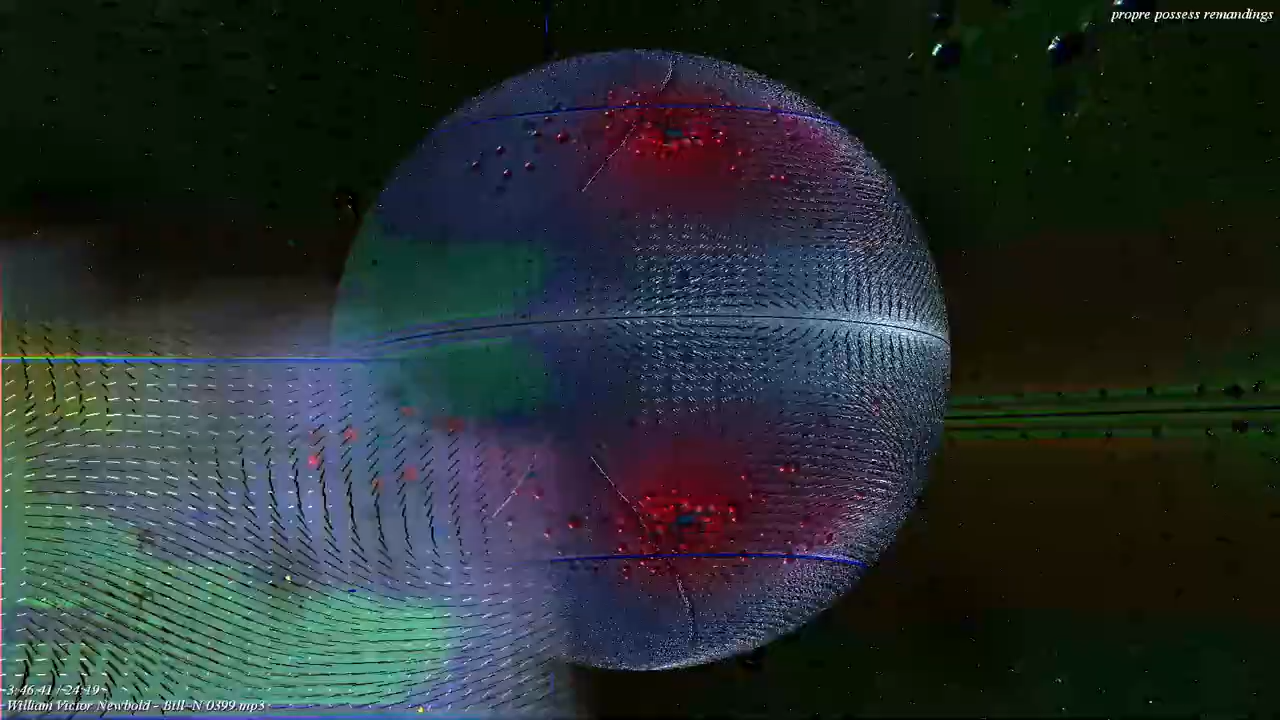 propre possess remandings
-3:46:41 / 24:19-
William Victor Newbold - Bill-N 0399.mp3